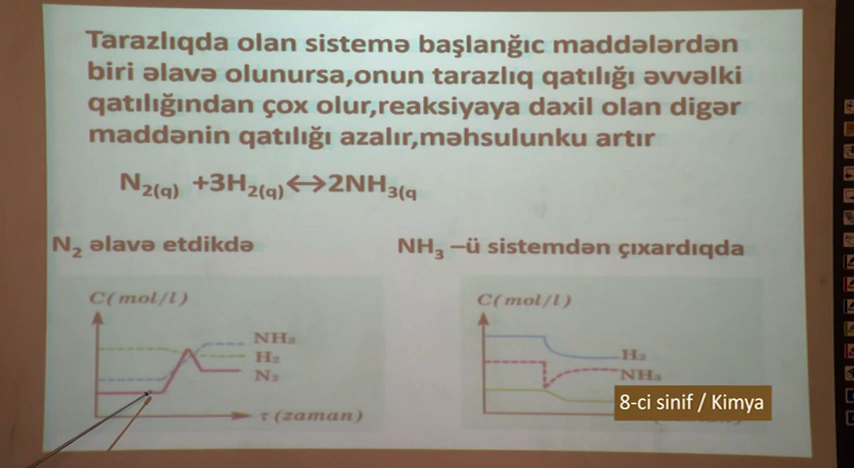 Tarazlıqda olan sistemə başlanğıc maddələrdən
biri əlavə olunursa,onun tarazlıq qatılığı əvvəlki
qatılığından çox olur,reaksiyaya daxil olan digər
maddənin qatılığı azalır,məhsulunku artır
N₂(q) +3H₂(q)↔2NH₃(q
N₂ əlavə etdikdə
NH₃ –ü sistemdən çıxardıqda
C(mol/l)
NH₃
H₂
N₂
τ(zaman)
C(mol/l)
H₂
NH₃
8-ci sinif / Kimya